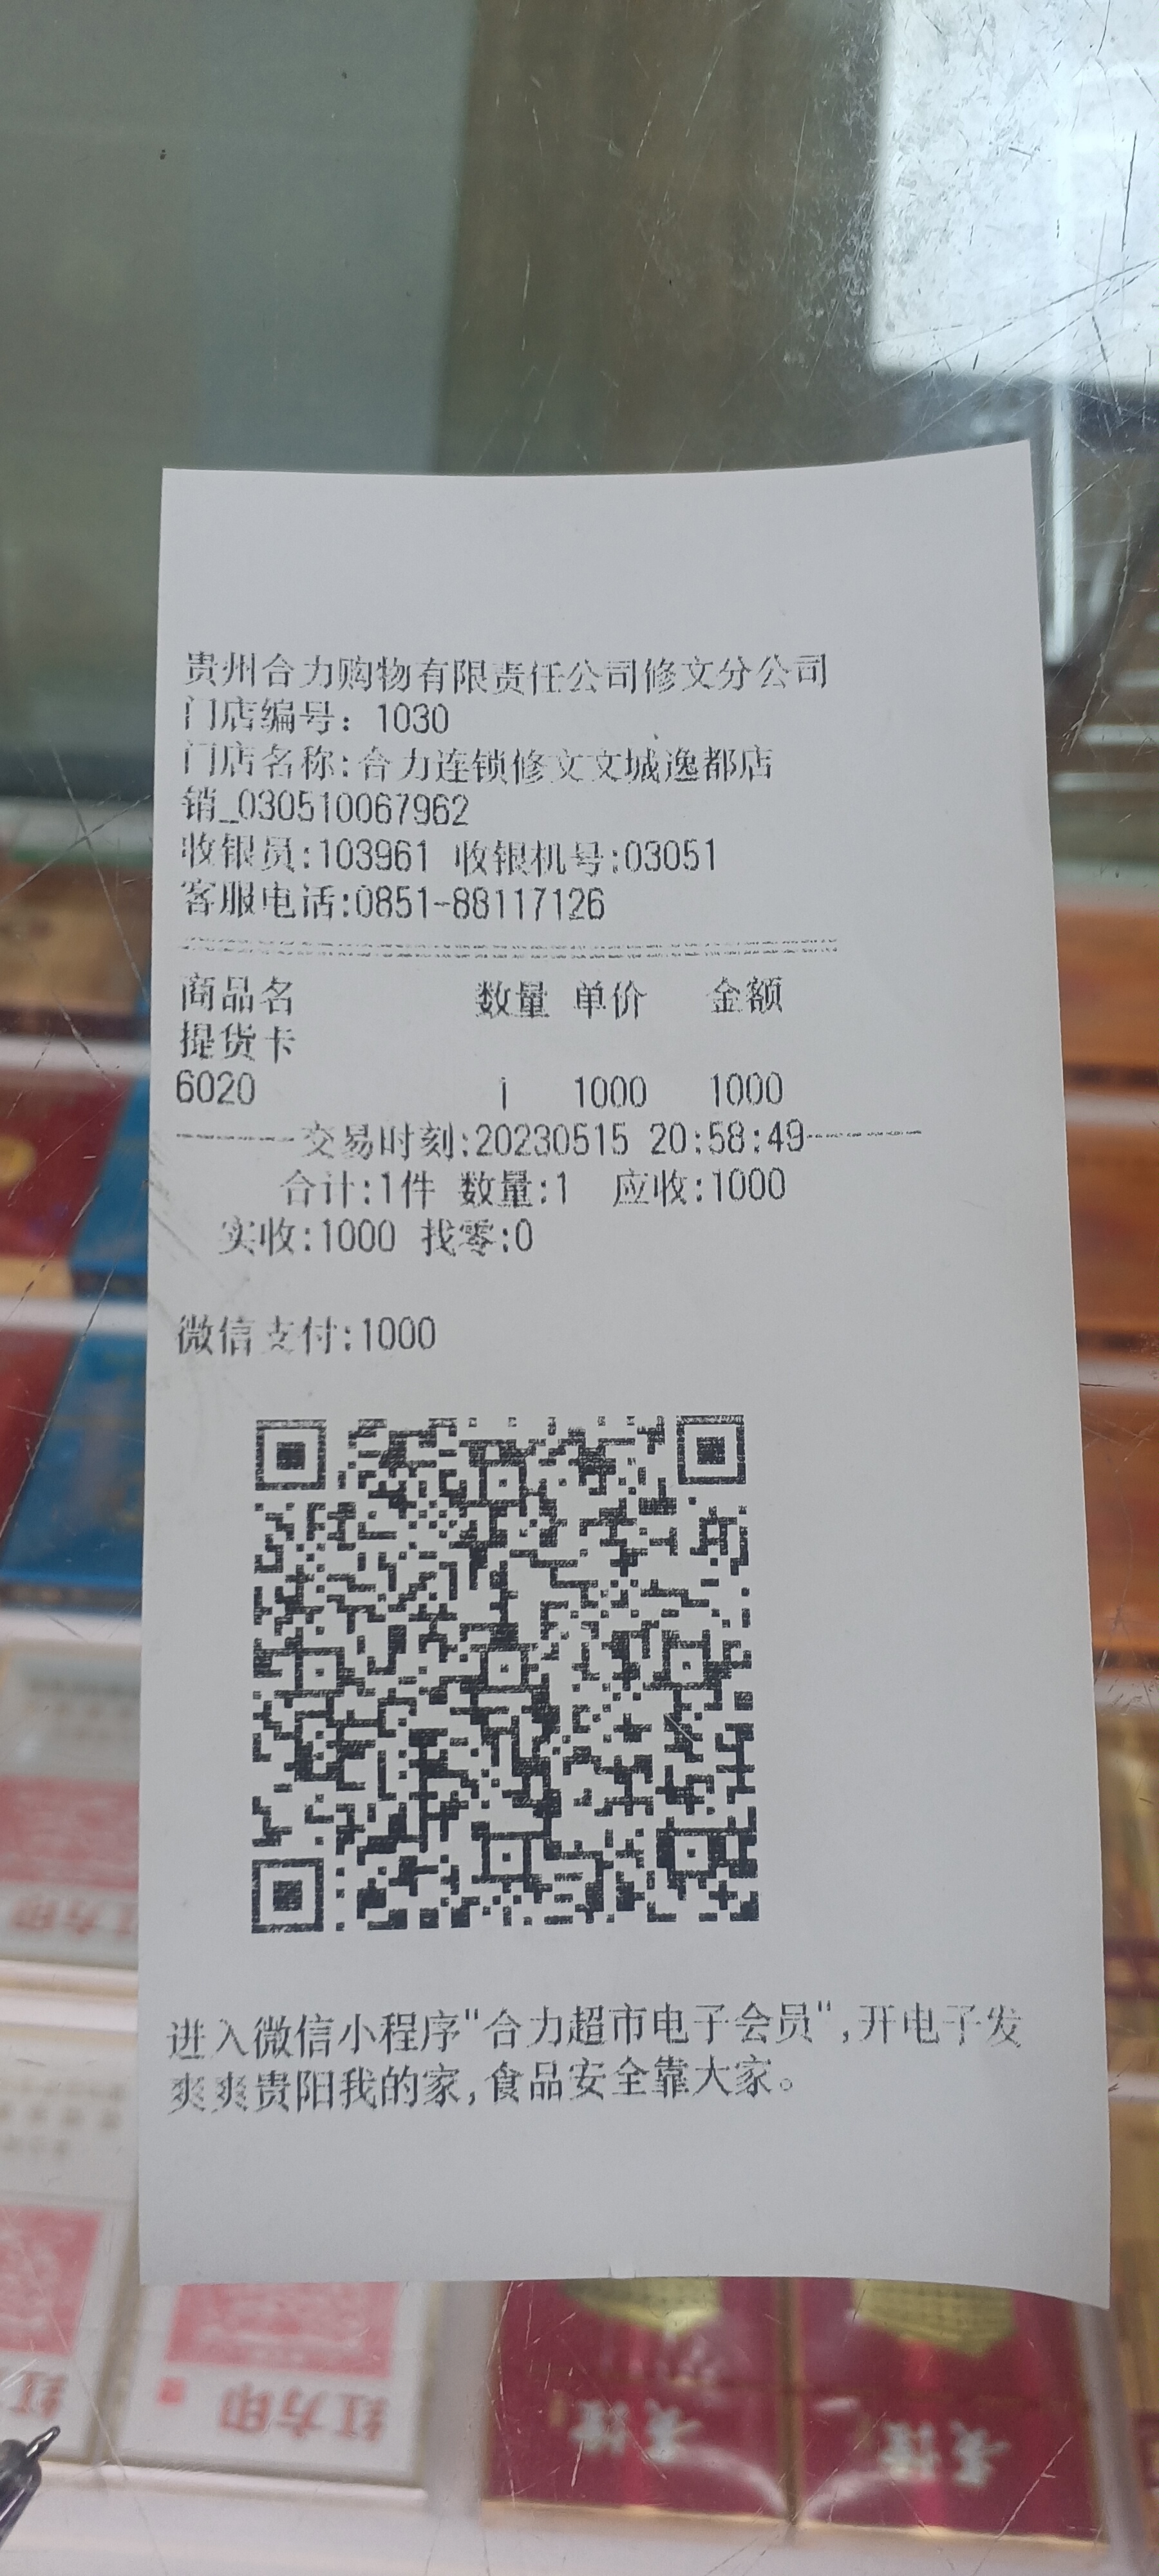 贵州合力购物有限责任公司修文分公司
门店编号：1030
门店名称:合力连锁修文文城逸都店
销_030510067962
收银员:103961 收银机号:03051
客服电话:0851-88117126
商品名 数量 单价 金额
提货卡
6020 1 1000 1000
--------交易时刻:20230515 20:58:49--------
合计:1件 数量:1 应收:1000
实收:1000 找零:0
微信支付:1000
进入微信小程序"合力超市电子会员",开电子发
爽爽贵阳我的家,食品安全靠大家。
红方印
红方印